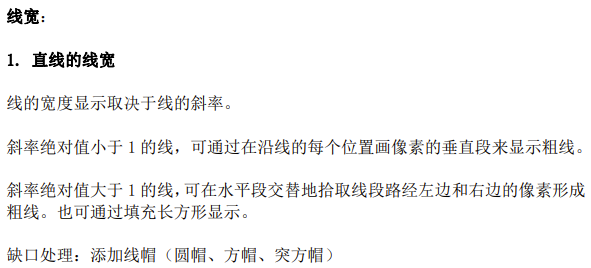 线宽：
1. 直线的线宽
线的宽度显示取决于线的斜率。
斜率绝对值小于 1 的线，可通过在沿线的每个位置画像素的垂直段来显示粗线。
斜率绝对值大于 1 的线，可在水平段交替地拾取线段路经左边和右边的像素形成
粗线。也可通过填充长方形显示。
缺口处理：添加线帽（圆帽、方帽、突方帽）